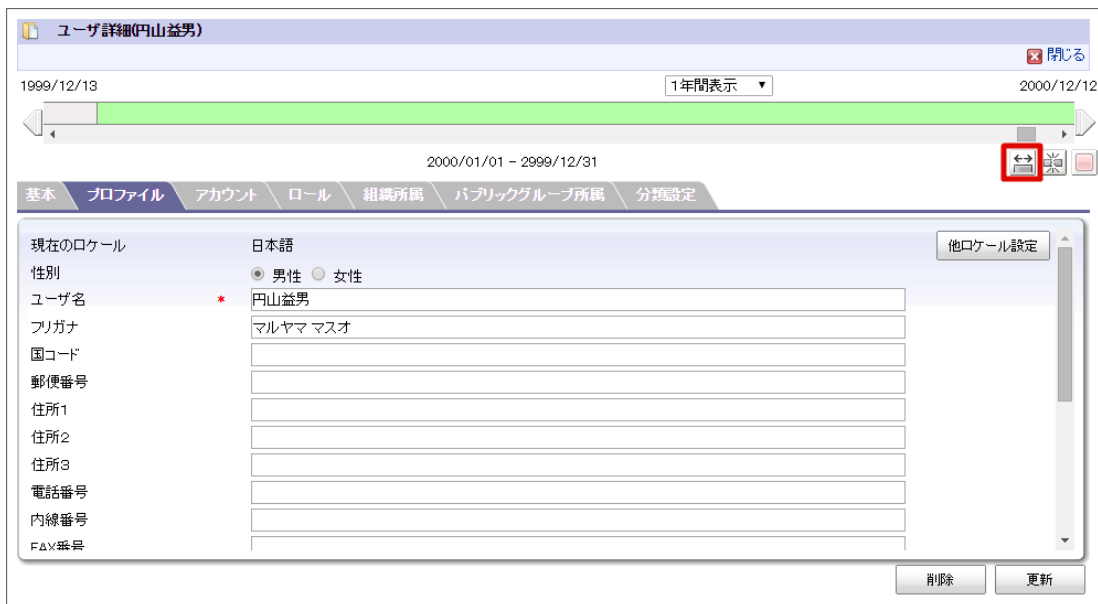 ユーザ詳細(円山益男)
閉じる
1999/12/13 1年間表示 2000/12/12
2000/01/01 - 2999/12/31
基本 プロファイル アカウント ロール 組織所属 パブリックグループ所属 分類設定
現在のロケール 日本語 他ロケール設定
性別 男性 女性
ユーザ名 * 円山益男
フリガナ マルヤマ マスオ
国コード
郵便番号
住所1
住所2
住所3
電話番号
内線番号
FAX番号
削除 更新